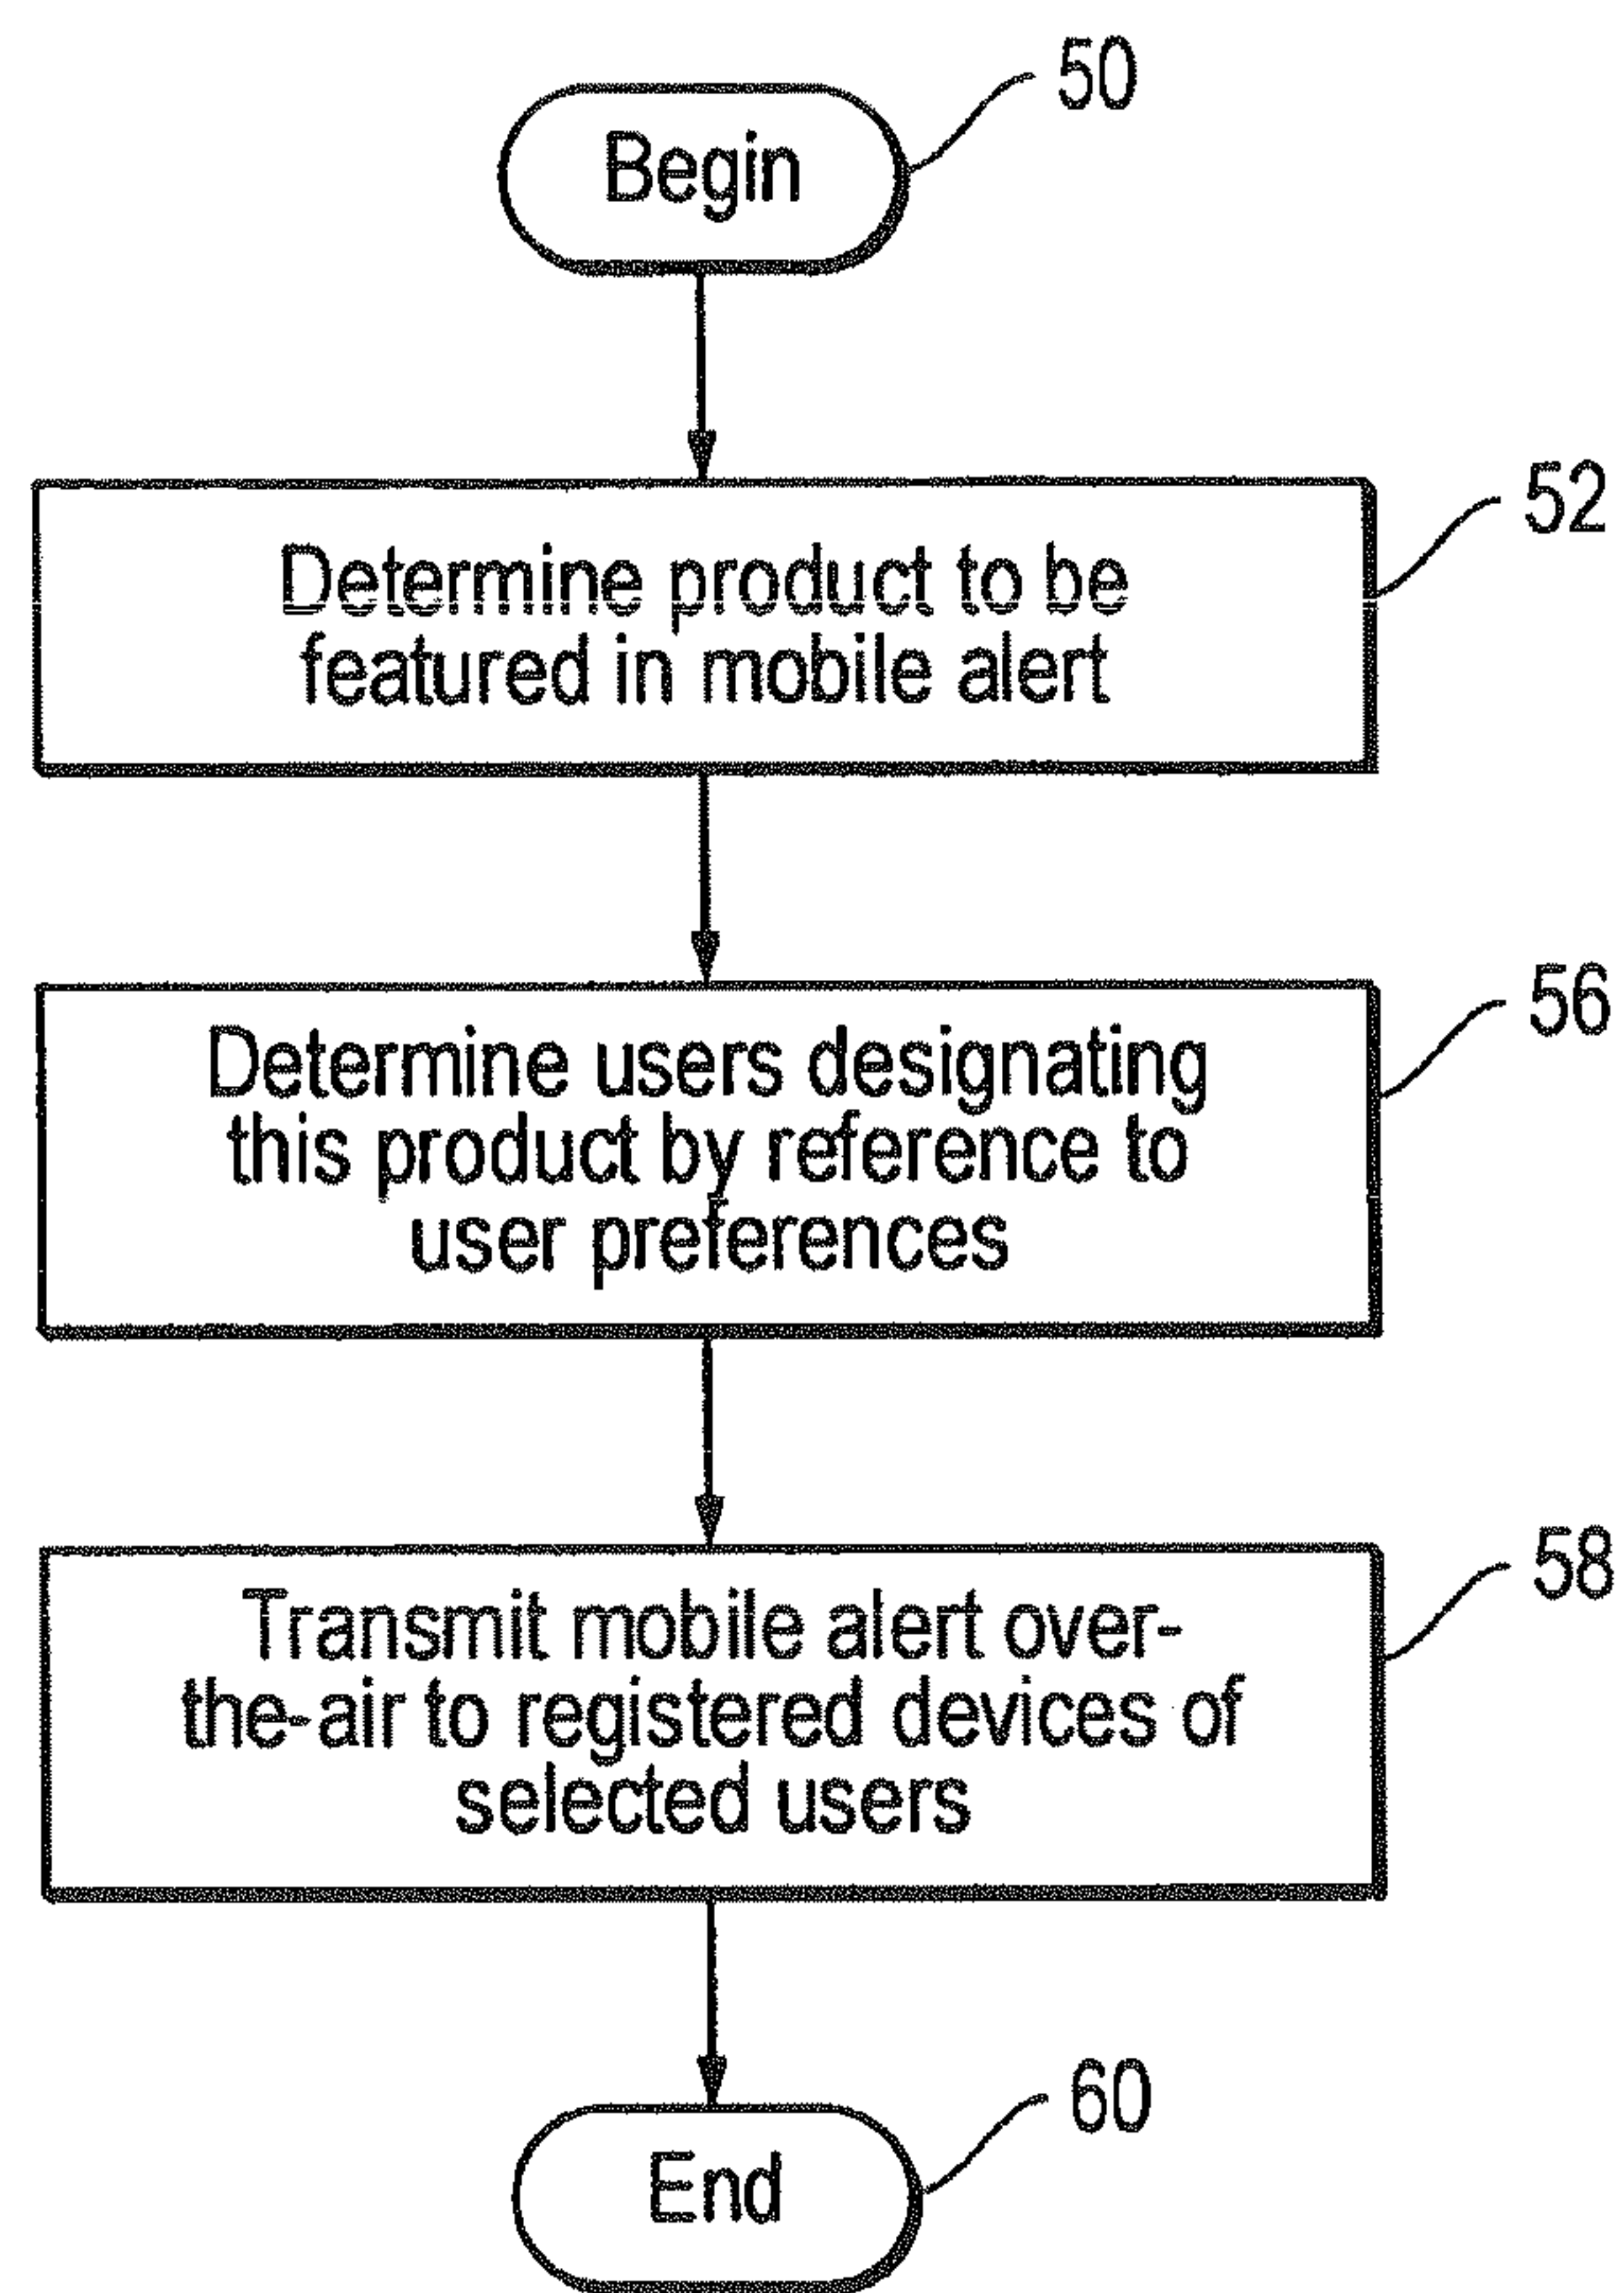 50
Begin
52
Determine product to be
featured in mobile alert
56
Determine users designating
this product by reference to
user preferences
58
Transmit mobile alert over-
the-air to registered devices of
selected users
60
End